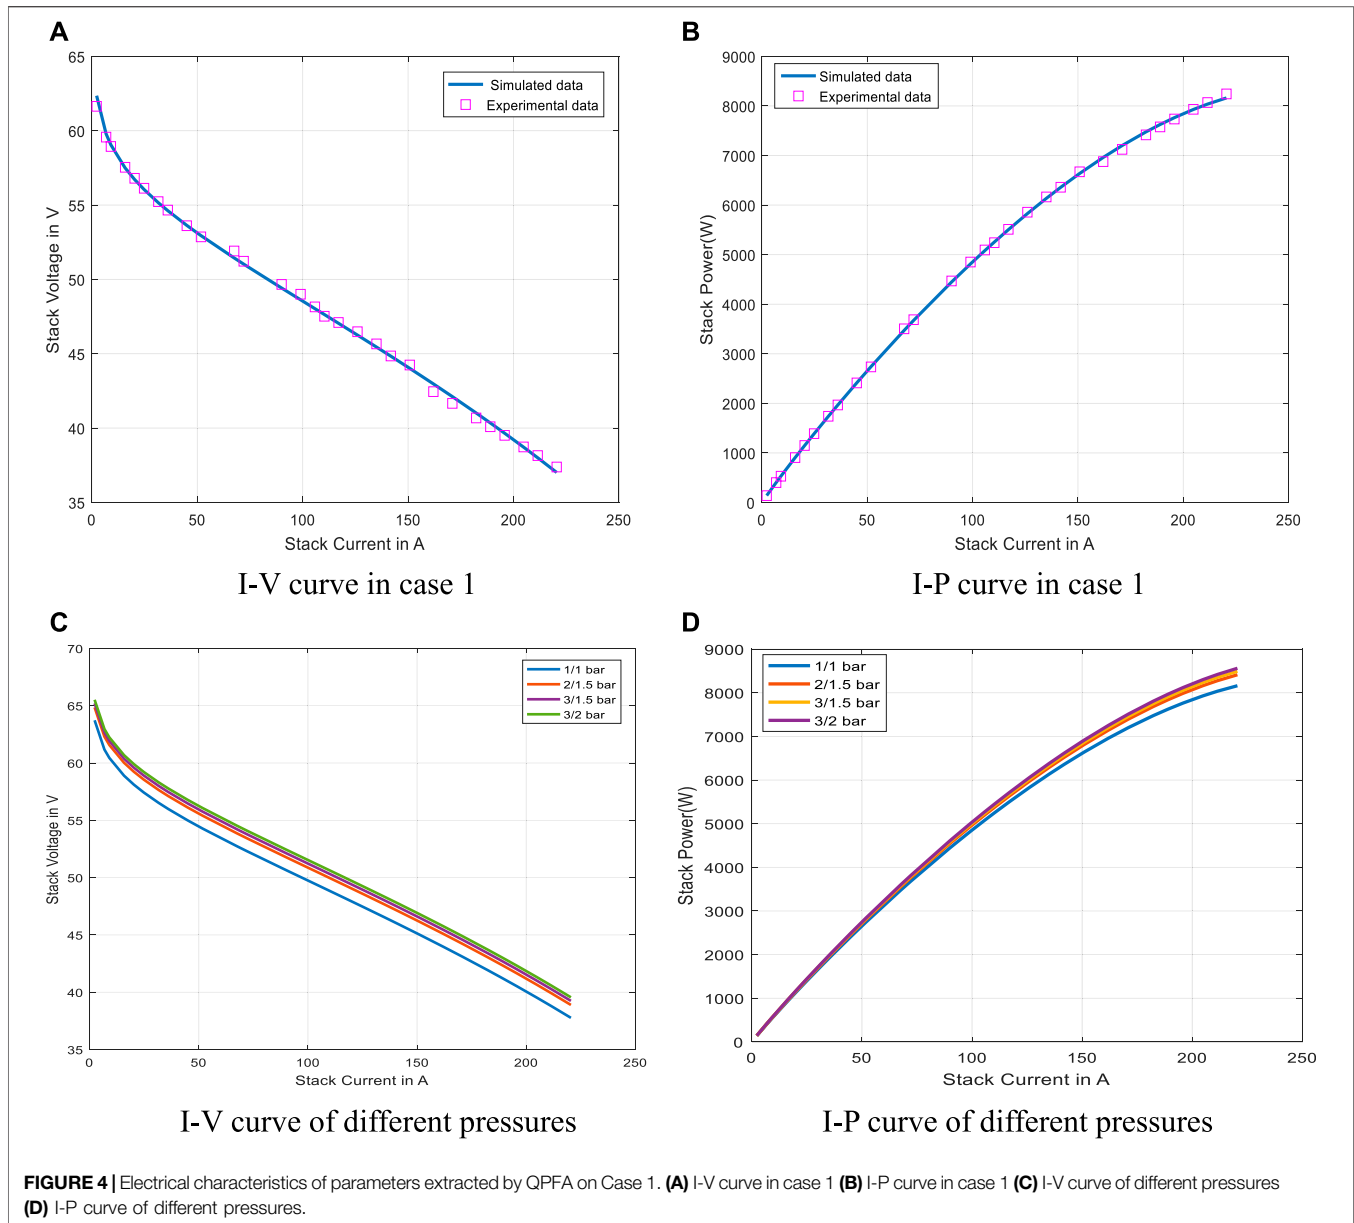 A
65
60
55
50
45
40
35
0
50
100
150
200
250
Stack Voltage in V
Stack Current in A
Simulated data
Experimental data
I-V curve in case 1
B
9000
8000
7000
6000
5000
4000
3000
2000
1000
0
0
50
100
150
200
250
Stack Power(W)
Stack Current in A
Simulated data
Experimental data
I-P curve in case 1
C
70
65
60
55
50
45
40
35
0
50
100
150
200
250
Stack Voltage in V
Stack Current in A
1/1 bar
2/1.5 bar
3/1.5 bar
3/2 bar
I-V curve of different pressures
D
9000
8000
7000
6000
5000
4000
3000
2000
1000
0
0
50
100
150
200
250
Stack Power(W)
Stack Current in A
1/1 bar
2/1.5 bar
3/1.5 bar
3/2 bar
I-P curve of different pressures
FIGURE 4 | Electrical characteristics of parameters extracted by QPFA on Case 1. (A) I-V curve in case 1 (B) I-P curve in case 1 (C) I-V curve of different pressures
(D) I-P curve of different pressures.